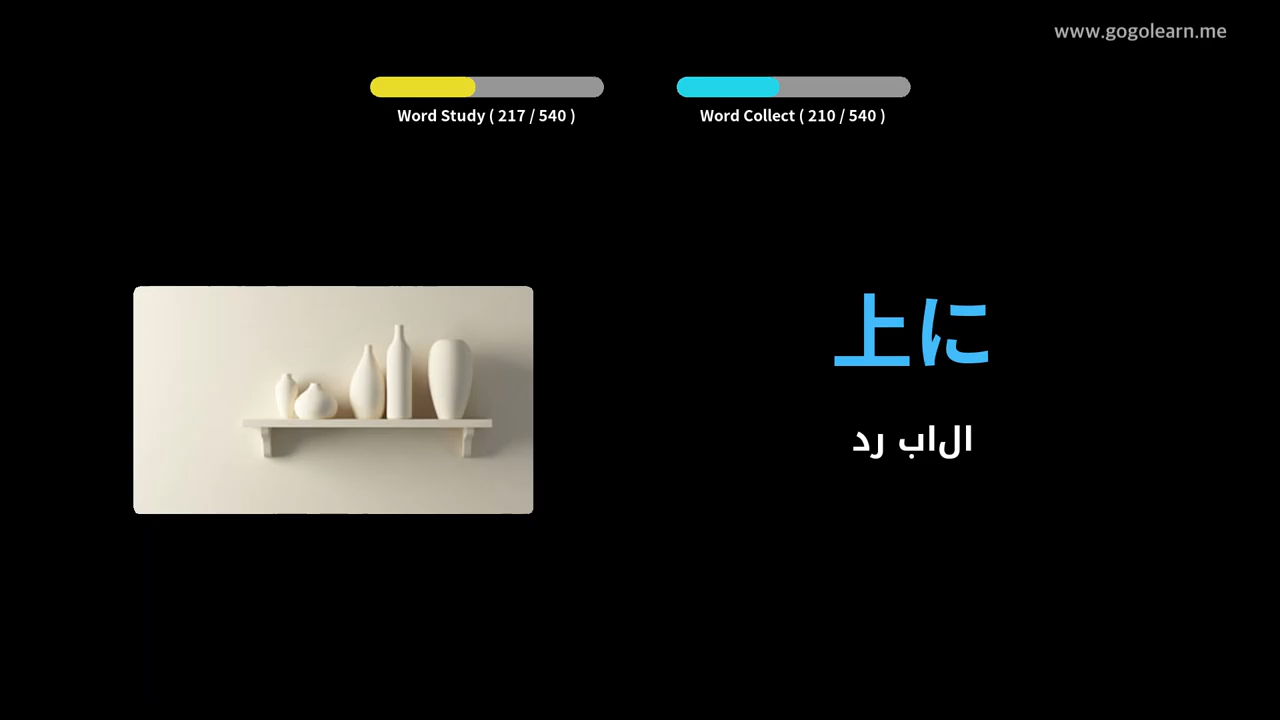 www.gogolearn.me
Word Study ( 217 / 540 )
Word Collect ( 210 / 540 )
上に
الاب رد